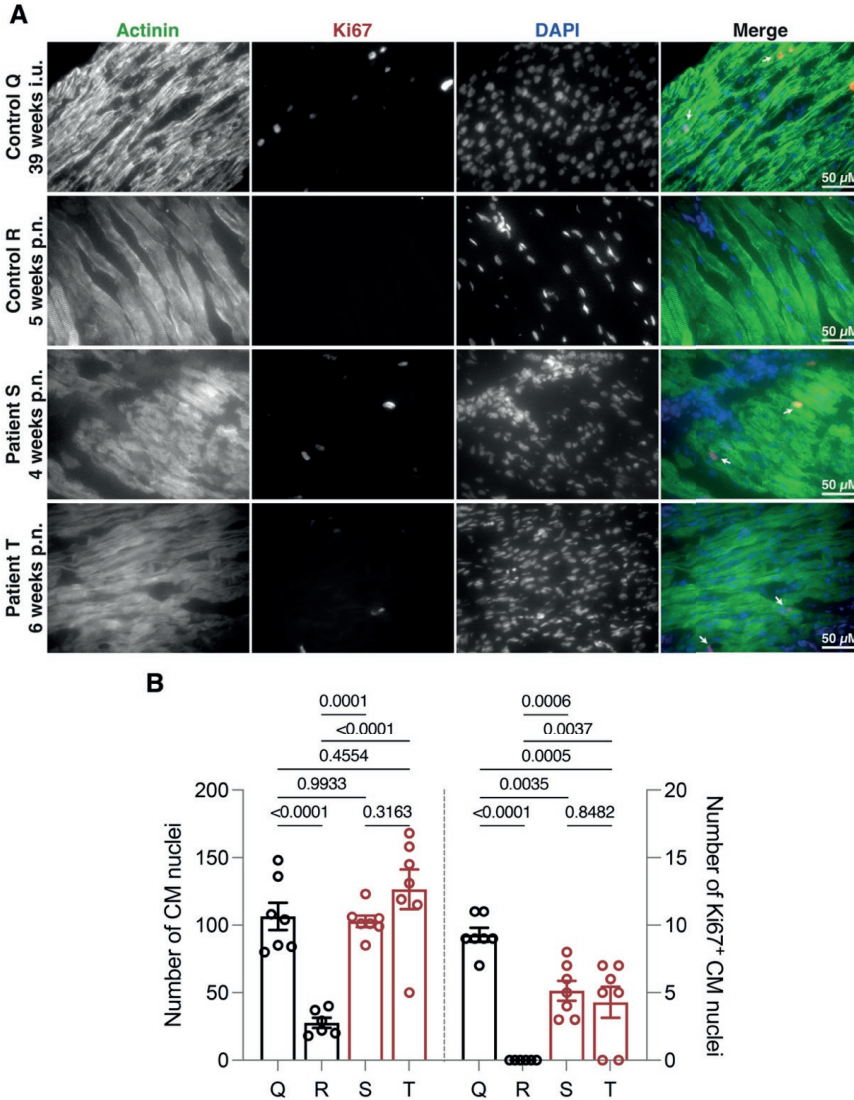 A
Actinin Ki67 DAPI Merge
Control Q
39 weeks i.u.
50 µM
Control R
5 weeks p.n.
50 µM
Patient S
4 weeks p.n.
50 µM
Patient T
6 weeks p.n.
50 µM
B
0.0001 0.0006
<0.0001 0.0037
0.4554 0.0005
0.9933 0.0035
<0.0001 0.3163 <0.0001 0.8482
Number of CM nuclei
200
150
100
50
0
Q R S T Q R S T
20
15
10
5
0
Number of Ki67⁺
CM nuclei